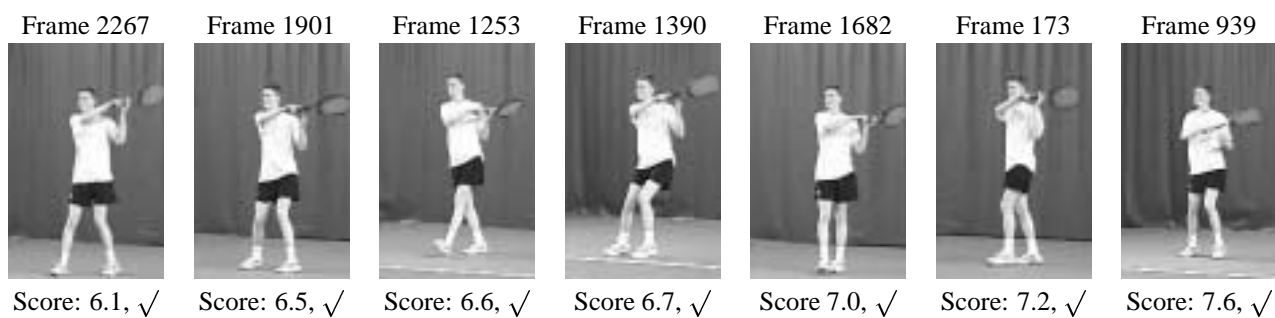 Frame 2267 Frame 1901 Frame 1253 Frame 1390 Frame 1682 Frame 173 Frame 939
Score: 6.1, √ Score: 6.5, √ Score: 6.6, √ Score: 6.7, √ Score 7.0, √ Score: 7.2, √ Score: 7.6, √